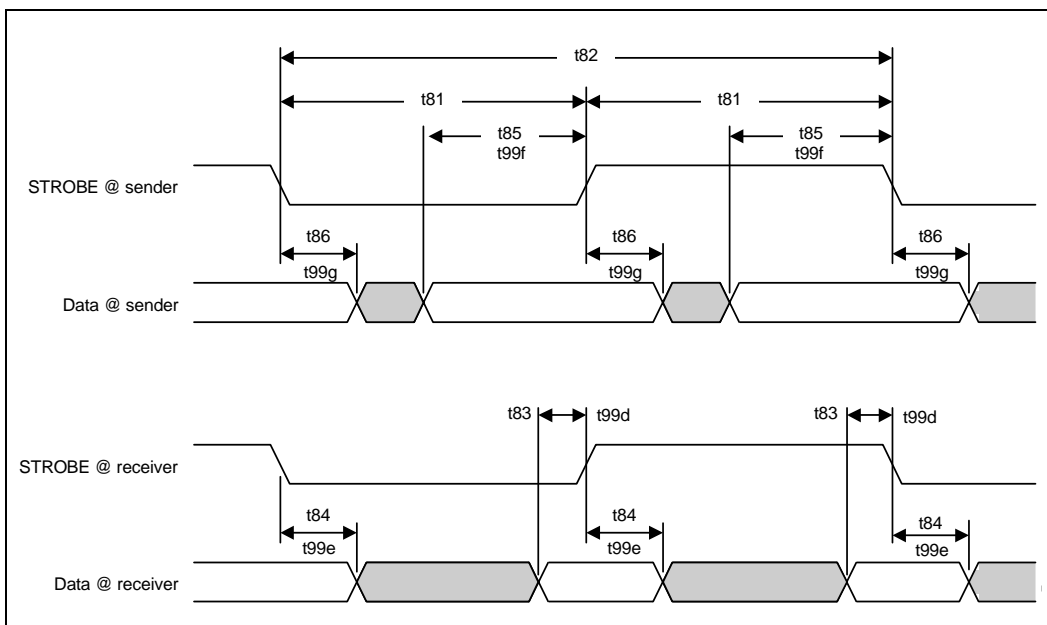 t82
t81 t81
t85 t85
t99f t99f
STROBE @ sender
t86 t86 t86
t99g t99g t99g
Data @ sender
t83 t99d t83 t99d
STROBE @ receiver
t84 t84 t84
t99e t99e t99e
Data @ receiver